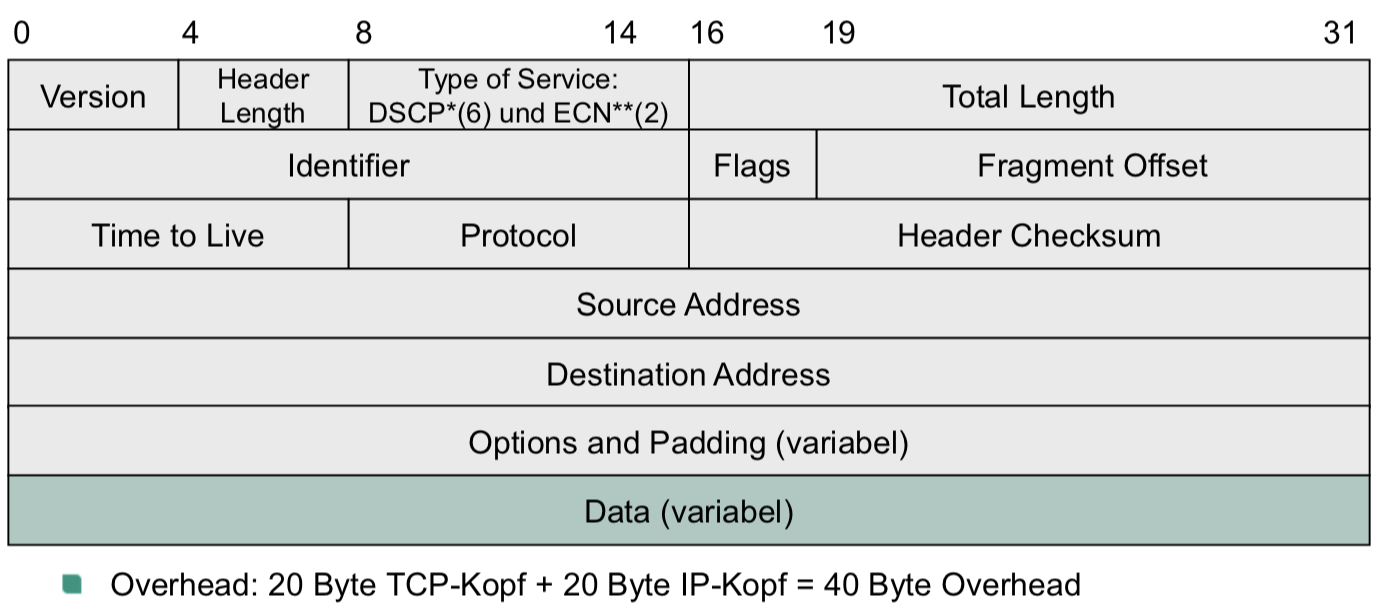 0 4 8 14 16 19 31
Version Header Length Type of Service: DSCP*(6) und ECN**(2) Total Length
Identifier Flags Fragment Offset
Time to Live Protocol Header Checksum
Source Address
Destination Address
Options and Padding (variabel)
Data (variabel)
Overhead: 20 Byte TCP-Kopf + 20 Byte IP-Kopf = 40 Byte Overhead